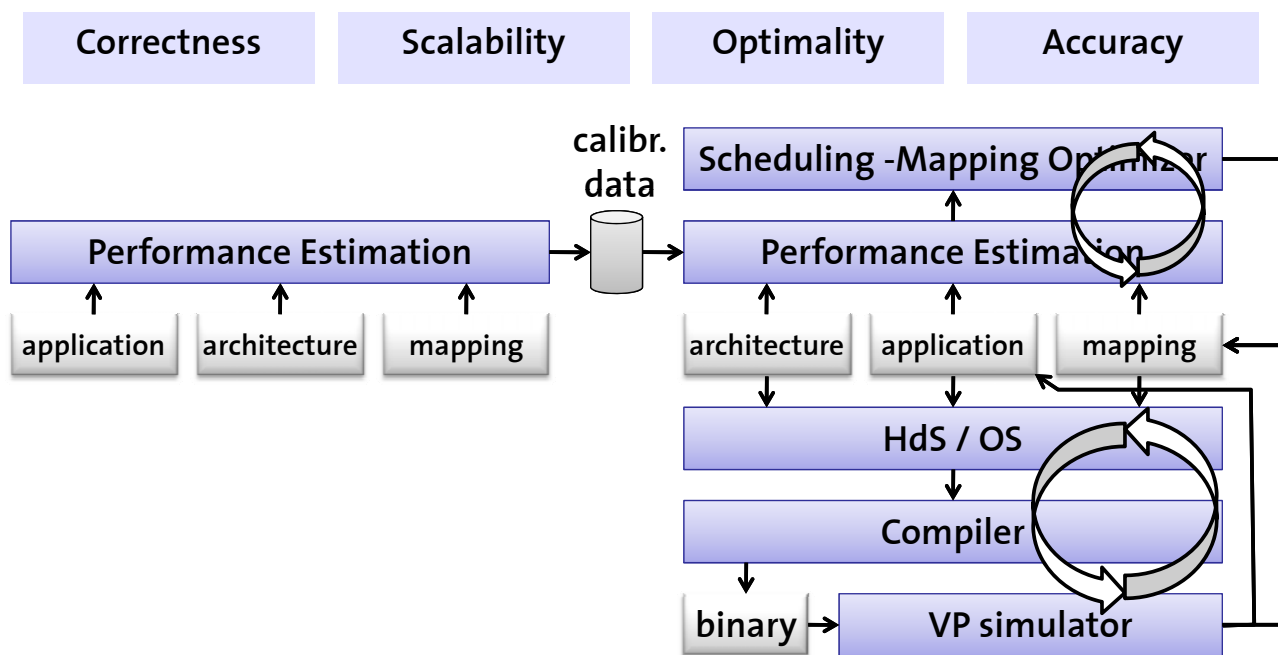 Correctness
Scalability
Optimality
Accuracy
calibr.
data
Scheduling -Mapping Optimizer
Performance Estimation
Performance Estimation
application
architecture
mapping
architecture
application
mapping
HdS / OS
Compiler
binary
VP simulator